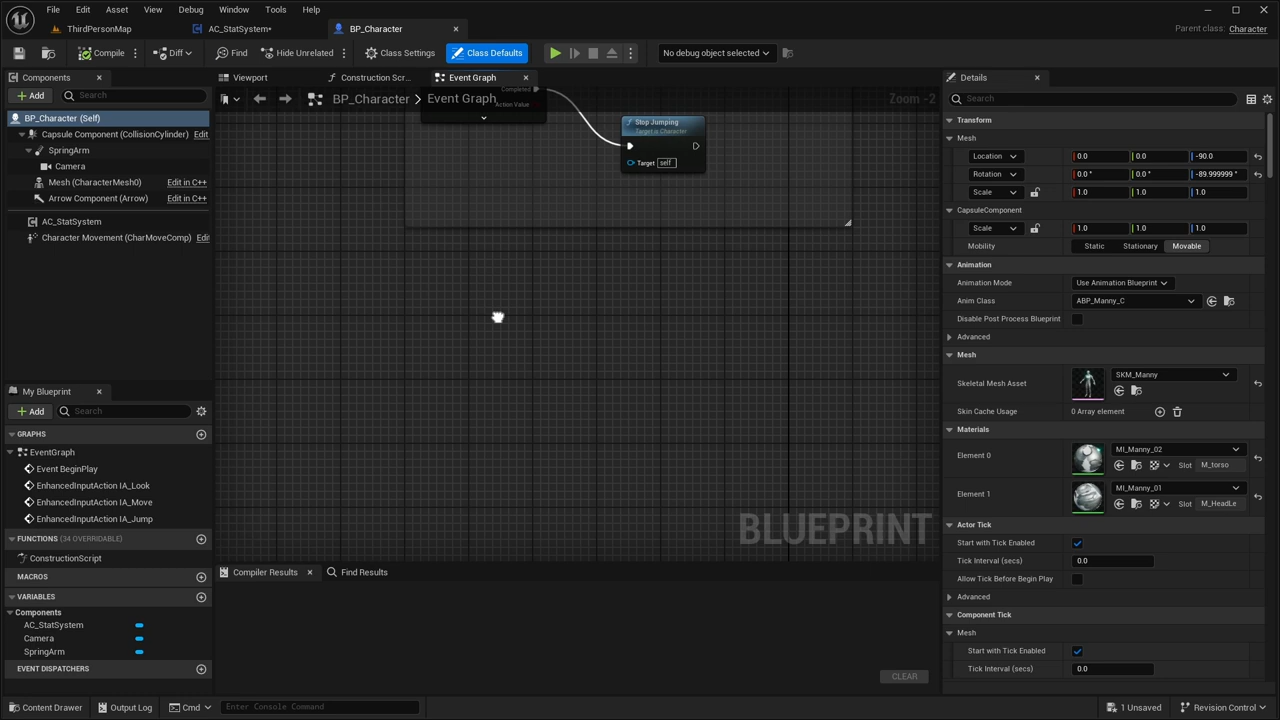 File Edit Asset View Debug Window Tools Help
ThirdPersonMap
AC_StatSystem*
BP_Character
Parent class: Character
Compile
Diff
Find
Hide Unrelated
Class Settings
Class Defaults
No debug object selected
Components
Add
Search
BP_Character (Self)
Capsule Component (CollisionCylinder) Edit
SpringArm
Camera
Mesh (CharacterMesh0) Edit in C++
Arrow Component (Arrow) Edit in C++
AC_StatSystem
Character Movement (CharMoveComp) Edit
My Blueprint
Add
Search
GRAPHS
EventGraph
Event BeginPlay
EnhancedInputAction IA_Look
EnhancedInputAction IA_Move
EnhancedInputAction IA_Jump
FUNCTIONS (34 OVERRIDABLE)
ConstructionScript
MACROS
VARIABLES
Components
AC_StatSystem
Camera
SpringArm
EVENT DISPATCHERS
Viewport
Construction Scr...
Event Graph
BP_Character > Event Graph
Zoom -2
Completed
Action Value
Stop Jumping
Target is Character
Target self
BLUEPRINT
Compiler Results
Find Results
CLEAR
Details
Search
Transform
Mesh
Location 0.0 0.0 -90.0
Rotation 0.0 ° 0.0 ° -89.999999 °
Scale 1.0 1.0 1.0
CapsuleComponent
Scale 1.0 1.0 1.0
Mobility Static Stationary Movable
Animation
Animation Mode Use Animation Blueprint
Anim Class ABP_Manny_C
Disable Post Process Blueprint
Advanced
Mesh
Skeletal Mesh Asset SKM_Manny
Skin Cache Usage 0 Array element
Materials
Element 0 MI_Manny_02
Slot M_torso
Element 1 MI_Manny_01
Slot M_HeadLe
Actor Tick
Start with Tick Enabled
Tick Interval (secs) 0.0
Allow Tick Before Begin Play
Advanced
Component Tick
Mesh
Start with Tick Enabled
Tick Interval (secs) 0.0
Content Drawer
Output Log
Cmd
Enter Console Command
1 Unsaved
Revision Control